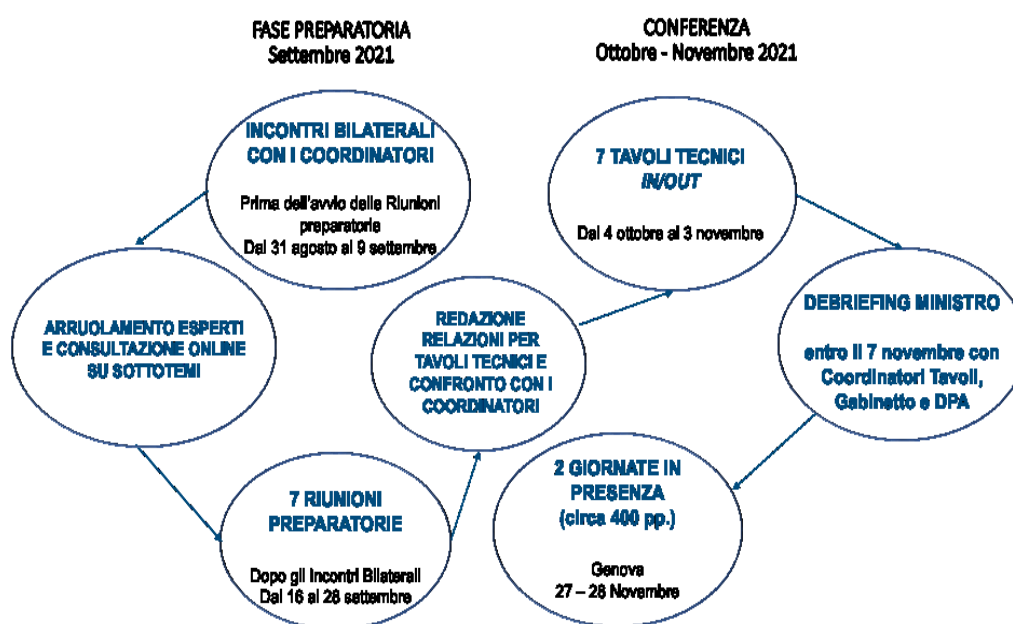 FASE PREPARATORIA
Settembre 2021
CONFERENZA
Ottobre - Novembre 2021
INCONTRI BILATERALI
CON I COORDINATORI
Prima dell'avvio delle Riunioni
preparatorie
Dal 31 agosto al 9 settembre
ARRUOLAMENTO ESPERTI
E CONSULTAZIONE ONLINE
SU SOTTOTEMI
7 RIUNIONI
PREPARATORIE
Dopo gli Incontri Bilaterali
Dal 16 al 28 settembre
REDAZIONE
RELAZIONI PER
TAVOLI TECNICI E
CONFRONTO CON I
COORDINATORI
7 TAVOLI TECNICI
IN/OUT
Dal 4 ottobre al 3 novembre
DEBRIEFING MINISTRO
entro il 7 novembre con
Coordinatori Tavoli,
Gabinetto e DPA
2 GIORNATE IN
PRESENZA
(circa 400 pp.)
Genova
27 – 28 Novembre